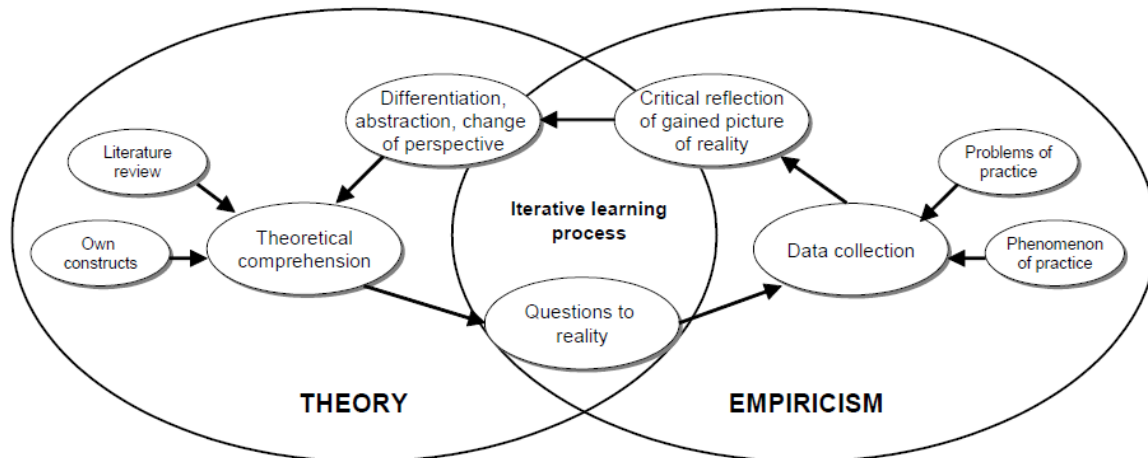 Differentiation,
abstraction, change
of perspective
Critical reflection
of gained picture
of reality
Literature
review
Problems of
practice
Iterative learning
process
Own
constructs
Theoretical
comprehension
Data collection
Phenomenon
of practice
Questions to
reality
THEORY
EMPIRICISM